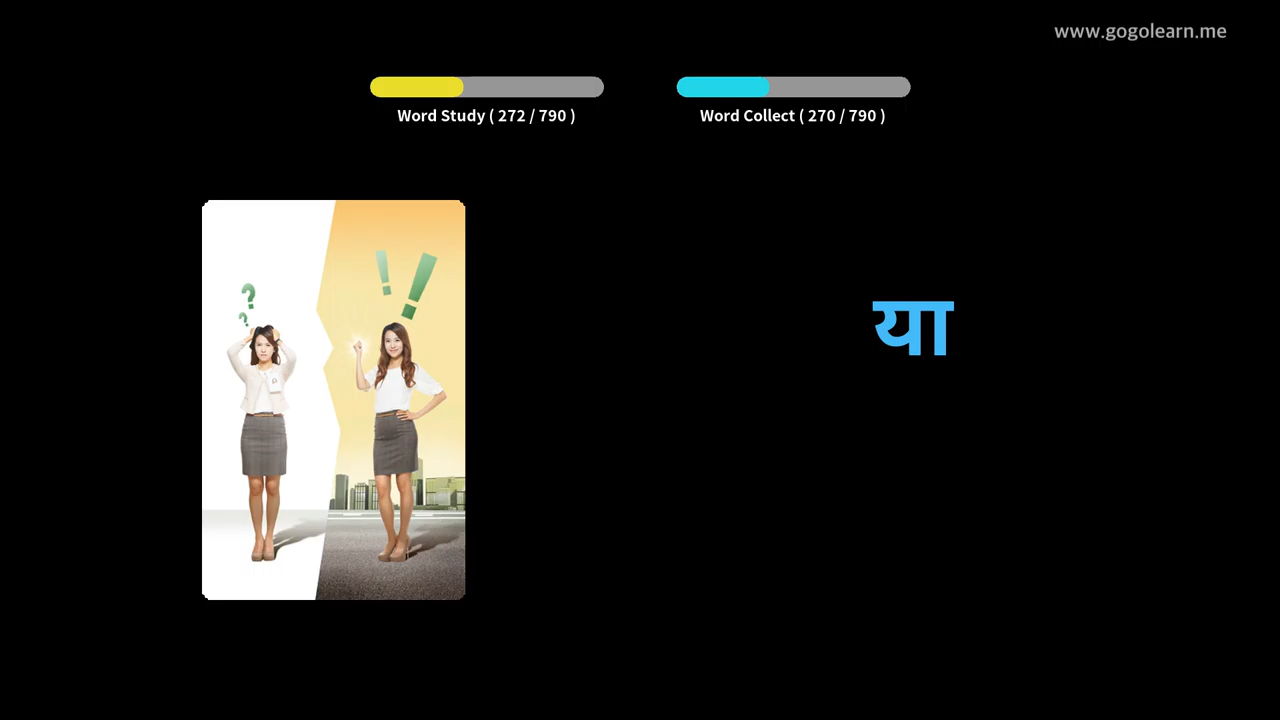 www.gogolearn.me
Word Study ( 272 / 790 )
Word Collect ( 270 / 790 )
? ?
! !
या